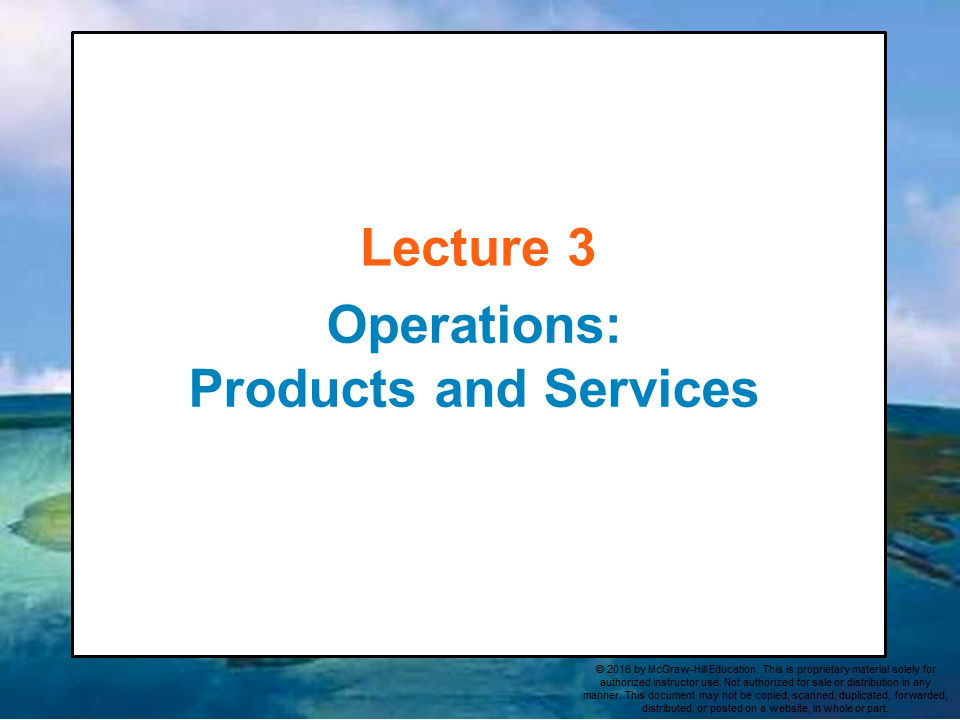 Lecture 3
Operations:
Products and Services
© 2016 by McGraw-Hill Education. This is proprietary material solely for
authorized instructor use. Not authorized for sale or distribution in any
manner. This document may not be copied, scanned, duplicated, forwarded,
distributed, or posted on a website, in whole or part.